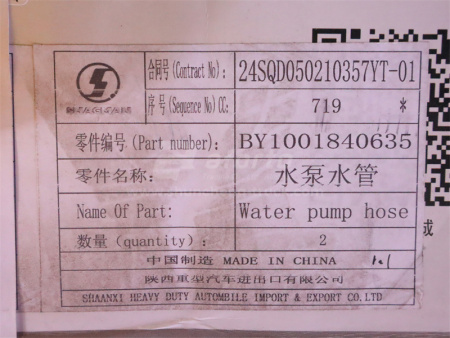 合同号(Contract No): 24SQD050210357YT-01
序号(Sequence No)CG: 719 *
零件编号(Part number): BY1001840635
零件名称: 水泵水管
Name Of Part: Water pump hose
数量(quantity): 2
中国制造 MADE IN CHINA
陕西重型汽车进出口有限公司
SHAANXI HEAVY DUTY AUTOMBILE IMPORT & EXPORT CO.LTD
或